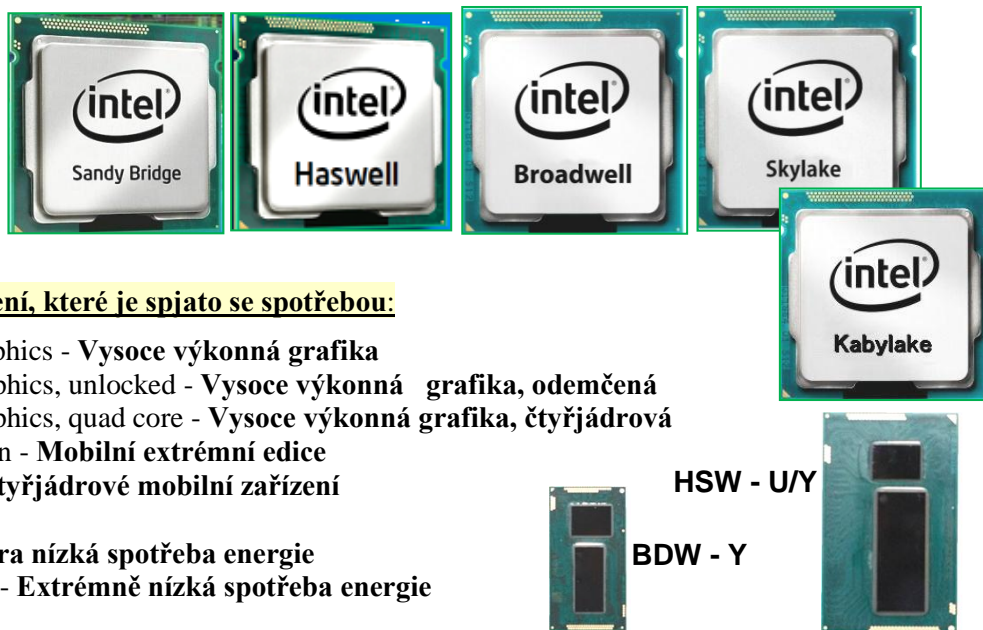 intel intel intel intel
Sandy Bridge Haswell Broadwell Skylake
intel
Kabylake
ení, které je spjato se spotřebou:
phics - Vysoce výkonná grafika
phics, unlocked - Vysoce výkonná grafika, odemčená
phics, quad core - Vysoce výkonná grafika, čtyřjádrová
n - Mobilní extrémní edice
tyřjádrové mobilní zařízení
ra nízká spotřeba energie
- Extrémně nízká spotřeba energie
HSW - U/Y
BDW - Y